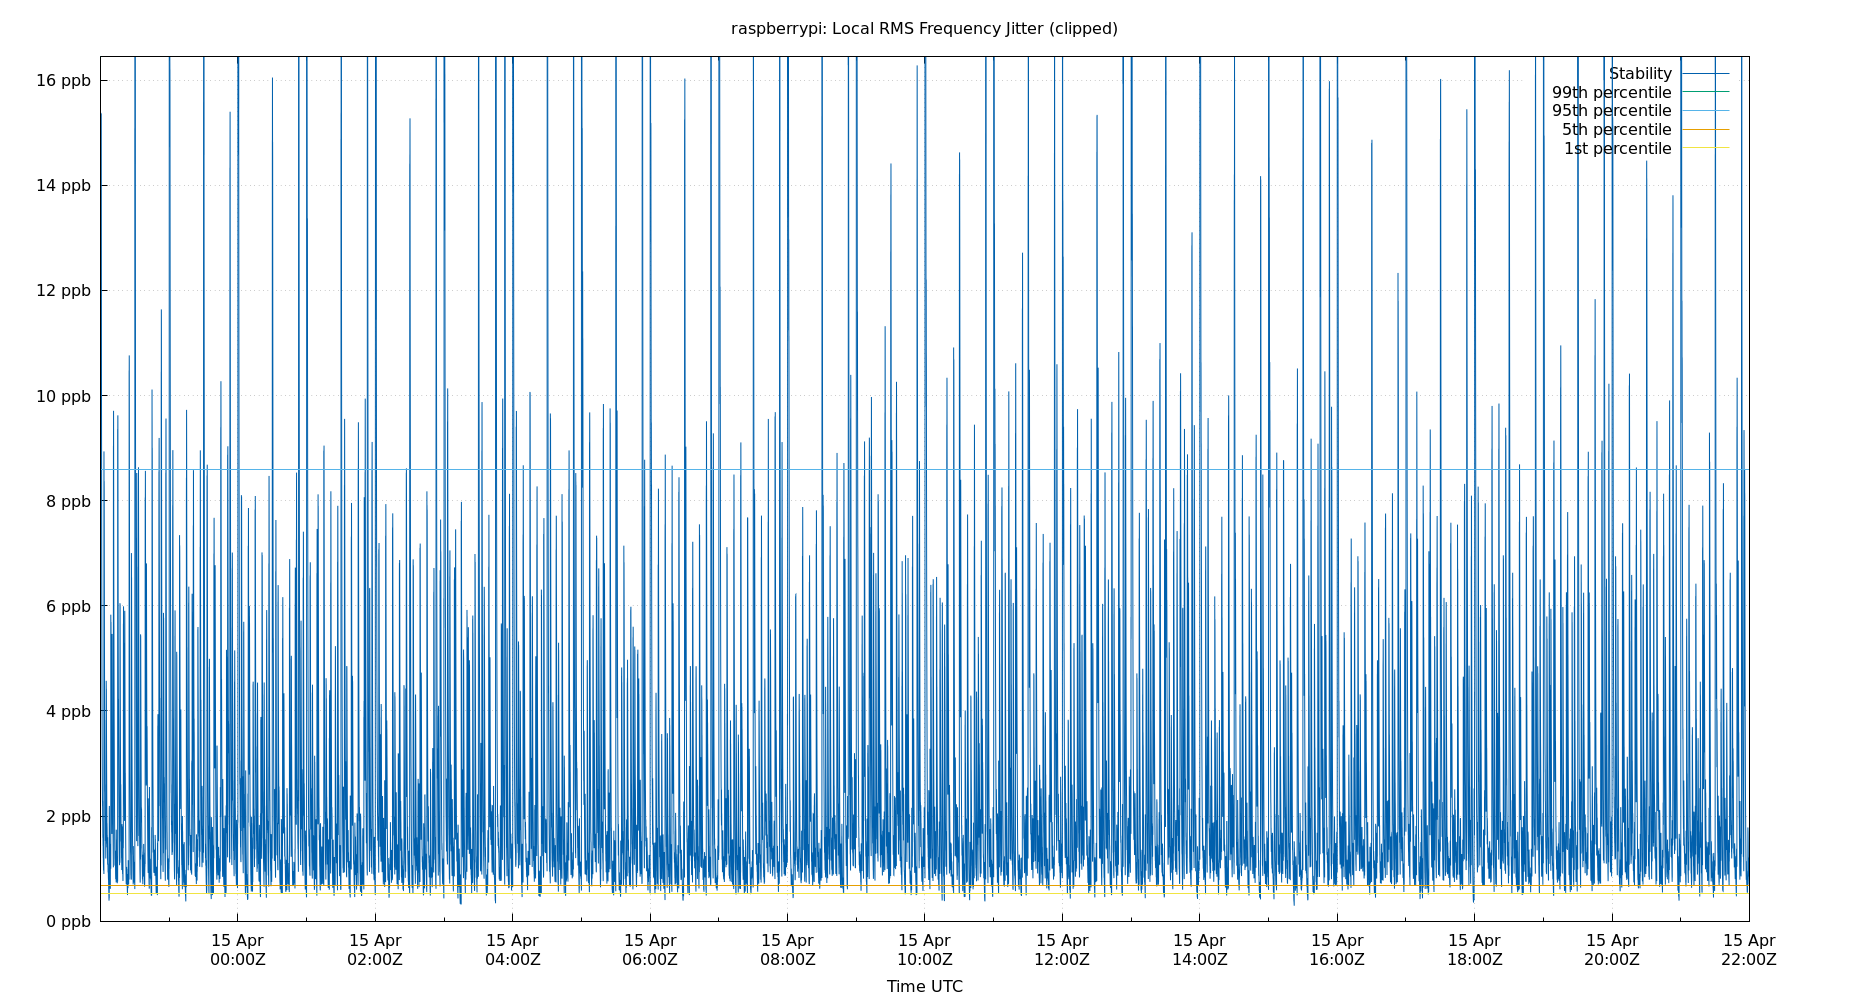 raspberrypi: Local RMS Frequency Jitter (clipped)
16 ppb
14 ppb
12 ppb
10 ppb
8 ppb
6 ppb
4 ppb
2 ppb
0 ppb
Stability
99th percentile
95th percentile
5th percentile
1st percentile
15 Apr 15 Apr 15 Apr 15 Apr 15 Apr 15 Apr 15 Apr 15 Apr 15 Apr 15 Apr 15 Apr 15 Apr
00:00Z 02:00Z 04:00Z 06:00Z 08:00Z 10:00Z 12:00Z 14:00Z 16:00Z 18:00Z 20:00Z 22:00Z
Time UTC